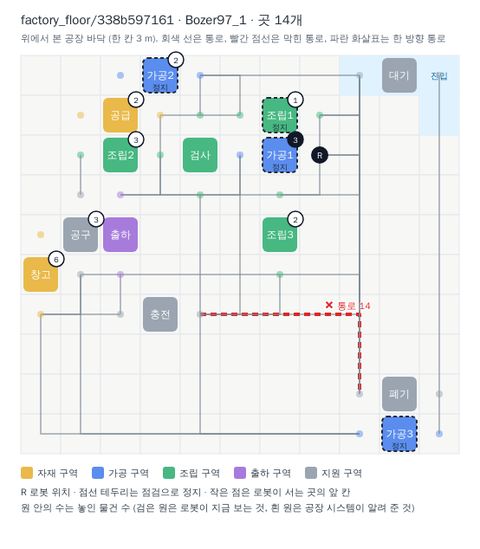 factory_floor/338b597161 · Bozer97_1 · 곳 14개
위에서 본 공장 바닥 (한 칸 3 m). 회색 선은 통로, 빨간 점선은 막힌 통로, 파란 화살표는 한 방향 통로
가공2 2
정지
대기
공급 2
조립1 1
정지
조립2 3
검사
가공1 3
정지
R
공구 3
출하
조립3 2
창고 6
충전
✖ 통로 14
폐기
가공3
정지
자재 구역 가공 구역 조립 구역 출하 구역 지원 구역
R 로봇 위치 · 점선 테두리는 점검으로 정지 · 작은 점은 로봇이 서는 곳의 앞 칸
원 안의 수는 놓인 물건 수 (검은 원은 로봇이 지금 보는 것, 흰 원은 공장 시스템이 알려 준 것)